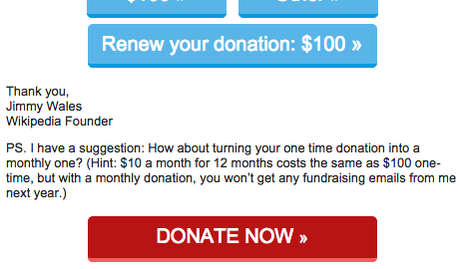 Renew your donation: $100 »
Thank you,
Jimmy Wales
Wikipedia Founder
PS. I have a suggestion: How about turning your one time donation into a
monthly one? (Hint: $10 a month for 12 months costs the same as $100 one-
time, but with a monthly donation, you won't get any fundraising emails from me
next year.)
DONATE NOW »